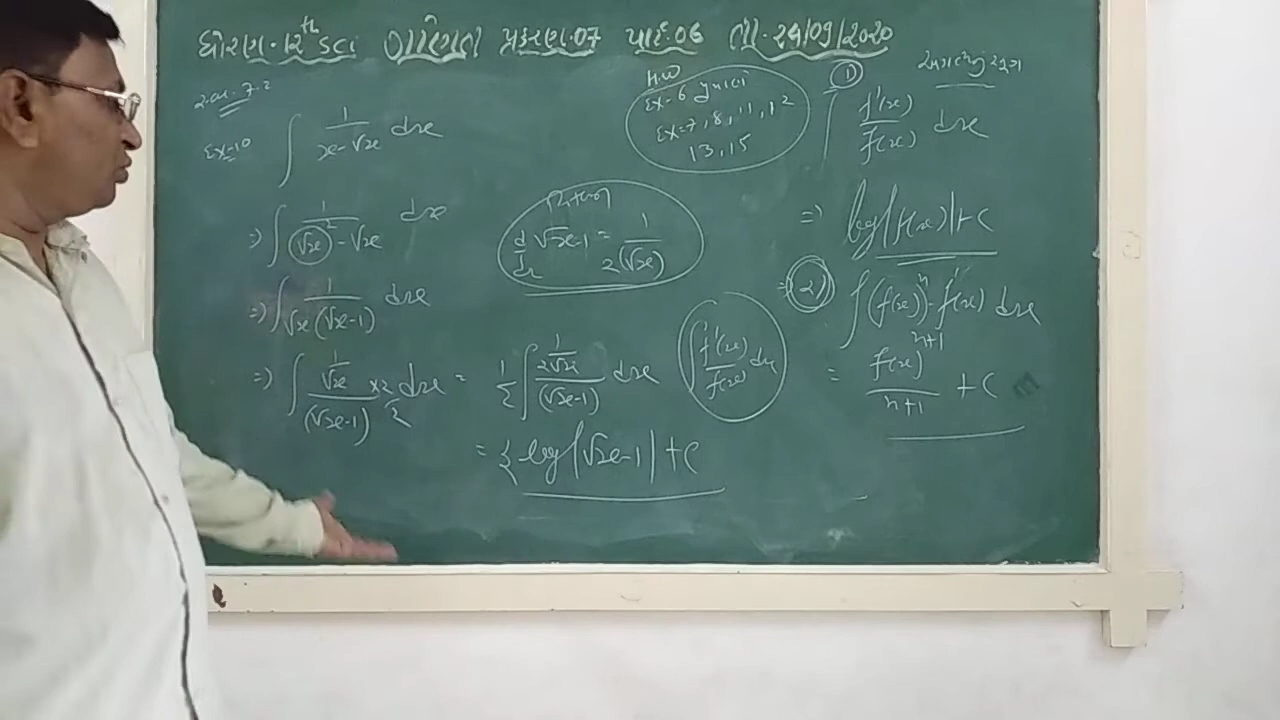 ધોરણ-12th sci ગણિત પ્રકરણ-07 પાઠ-06 તા-29/09/2020
સ્વા. 7.2
Ex-10 ∫ 1/(x-√x) dx
⇒ ∫ 1/(√x)² - √x dx
⇒ ∫ 1/(√x(√x-1)) dx
⇒ ∫ (1/√x)/(√x-1) × 2/2 dx = 1/2 ∫ (1/2√x)/(√x-1) dx
= 2 log|√x-1| + C
H.W
Ex-6
Ex=7, 8, 11, 12
13, 15
d/dx √x-1 = 1/2(√x)
∫ f'(x)/f(x) dx
(1) ∫ f'(x)/f(x) dx
⇒ log|f(x)| + C
(2) ∫ (f(x))ⁿ · f'(x) dx
= f(x)ⁿ⁺¹/n+1 + C